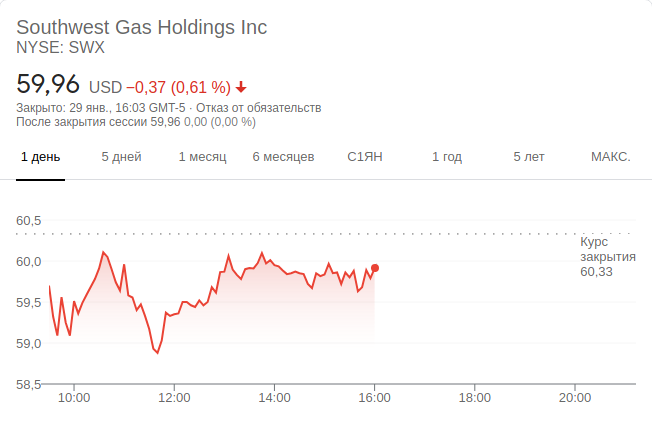 Southwest Gas Holdings Inc
NYSE: SWX
59,96 USD −0,37 (0,61 %)
Закрыто: 29 янв., 16:03 GMT-5 · Отказ от обязательств
После закрытия сессии 59,96 0,00 (0,00 %)
1 день 5 дней 1 месяц 6 месяцев С1ЯН 1 год 5 лет МАКС.
60,5
Курс
закрытия
60,33
60,0
59,5
59,0
58,5
10:00 12:00 14:00 16:00 18:00 20:00